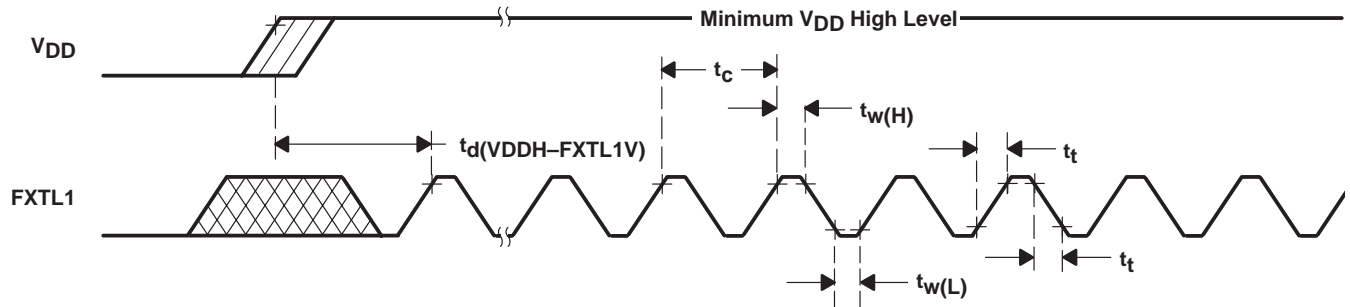 Minimum VDD High Level
VDD
tc
tw(H)
td(VDDH–FXTL1V)
tt
FXTL1
tt
tw(L)